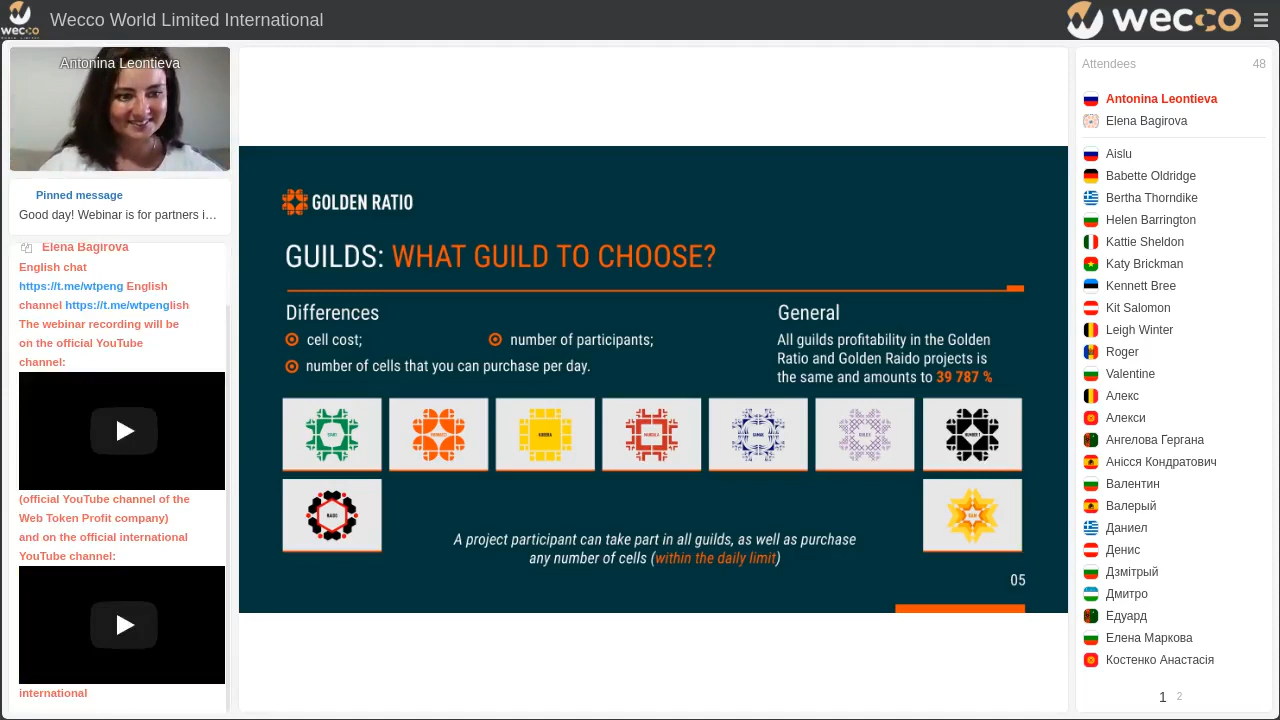 Wecco World Limited International
wecco
WORLD LIMITED
wecco
Antonina Leontieva
Pinned message
Good day! Webinar is for partners i…
Elena Bagirova
English chat
https://t.me/wtpeng English
channel https://t.me/wtpenglish
The webinar recording will be
on the official YouTube
channel:
(official YouTube channel of the
Web Token Profit company)
and on the official international
YouTube channel:
international
GOLDEN RATIO
GUILDS: WHAT GUILD TO CHOOSE?
Differences
cell cost;
number of participants;
number of cells that you can purchase per day.
General
All guilds profitability in the Golden
Ratio and Golden Raido projects is
the same and amounts to 39 787 %
MANDALA
NUMBER 1
RAIDO
A project participant can take part in all guilds, as well as purchase
any number of cells (within the daily limit)
05
Attendees 48
Antonina Leontieva
Elena Bagirova
Aislu
Babette Oldridge
Bertha Thorndike
Helen Barrington
Kattie Sheldon
Katy Brickman
Kennett Bree
Kit Salomon
Leigh Winter
Roger
Valentine
Алекс
Алекси
Ангелова Гергана
Анісся Кондратович
Валентин
Валерый
Даниел
Денис
Дзмітрый
Дмитро
Едуард
Елена Маркова
Костенко Анастасія
1 2